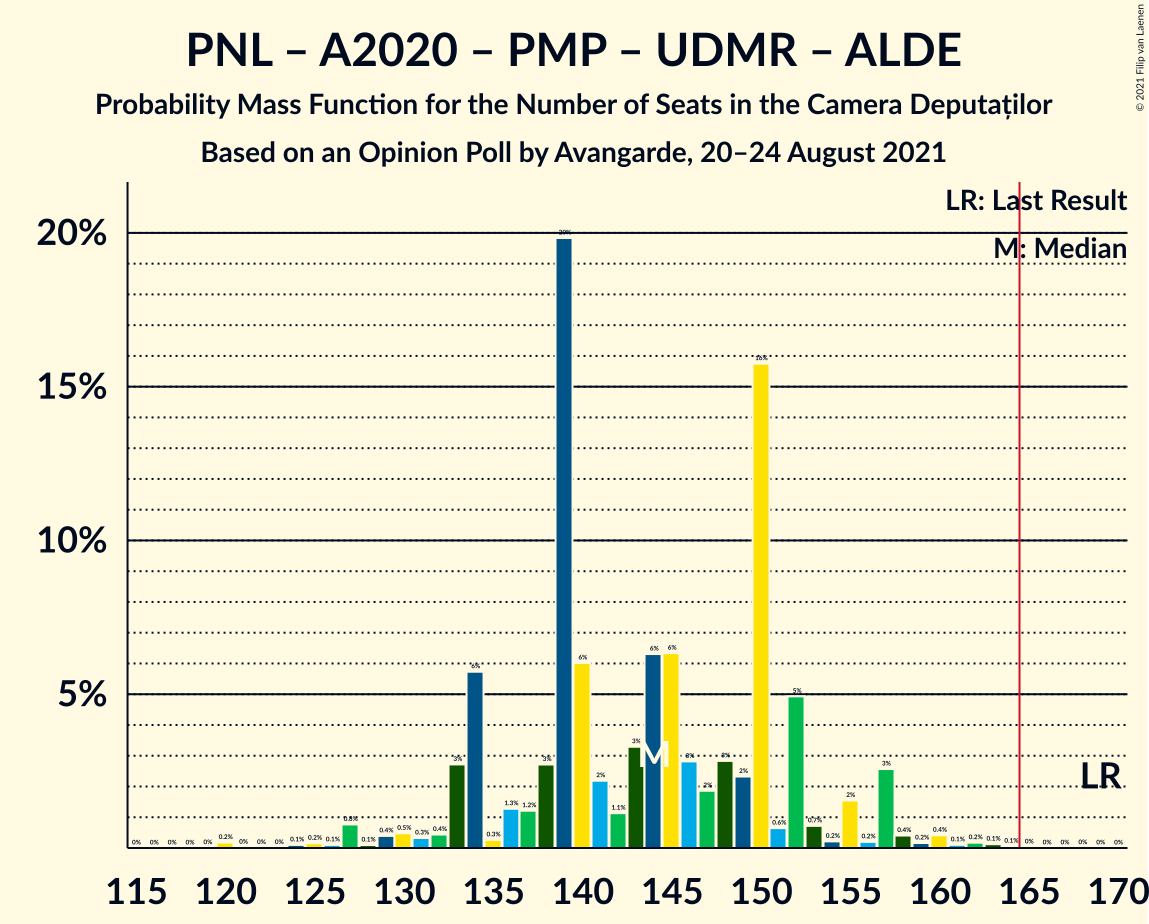 PNL – A2020 – PMP – UDMR – ALDE
Probability Mass Function for the Number of Seats in the Camera Deputaților
Based on an Opinion Poll by Avangarde, 20–24 August 2021
© 2021 Filip van Laenen
LR: Last Result
M: Median
20%
15%
10%
5%
0% 0% 0% 0% 0% 0.2% 0% 0% 0% 0.1% 0.2% 0.1% 0.8% 0.1% 0.4% 0.5% 0.3% 0.4% 3% 6% 0.3% 1.3% 1.2% 3% 20% 6% 2% 1.1% 3% 6% 6% 3% 2% 3% 2% 16% 0.6% 5% 0.7% 0.2% 2% 0.2% 3% 0.4% 0.2% 0.4% 0.1% 0.2% 0.1% 0.1% 0% 0% 0% 0% 0% 0%
M
LR
115 120 125 130 135 140 145 150 155 160 165 170